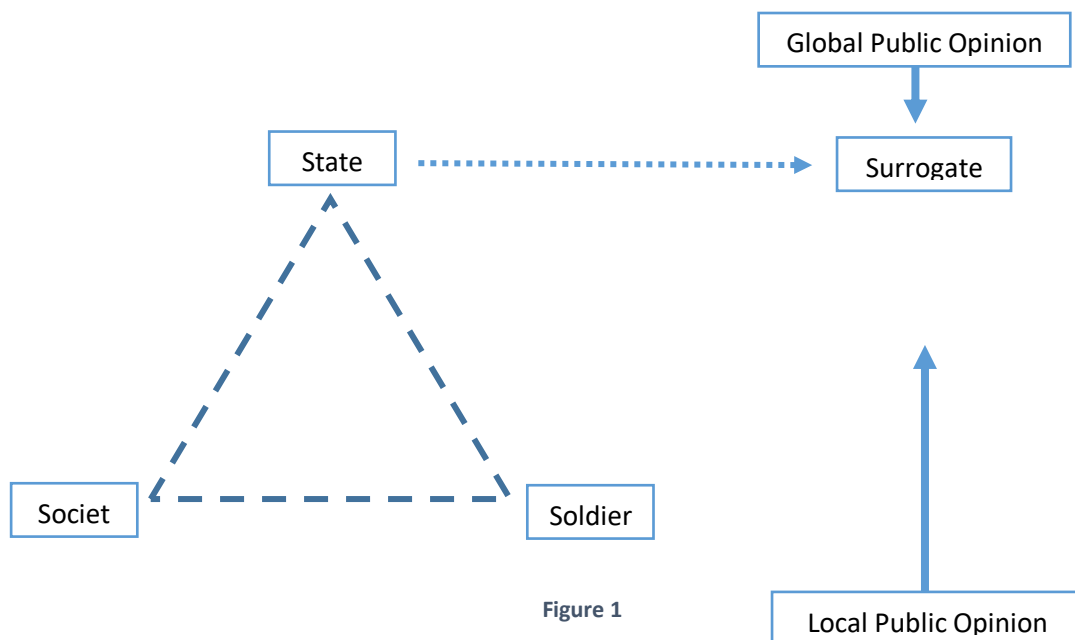 Global Public Opinion
State
Surrogate
Societ
Soldier
Figure 1
Local Public Opinion